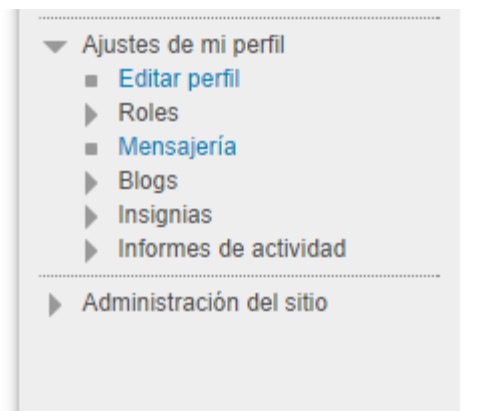 Ajustes de mi perfil
Editar perfil
Roles
Mensajería
Blogs
Insignias
Informes de actividad
Administración del sitio